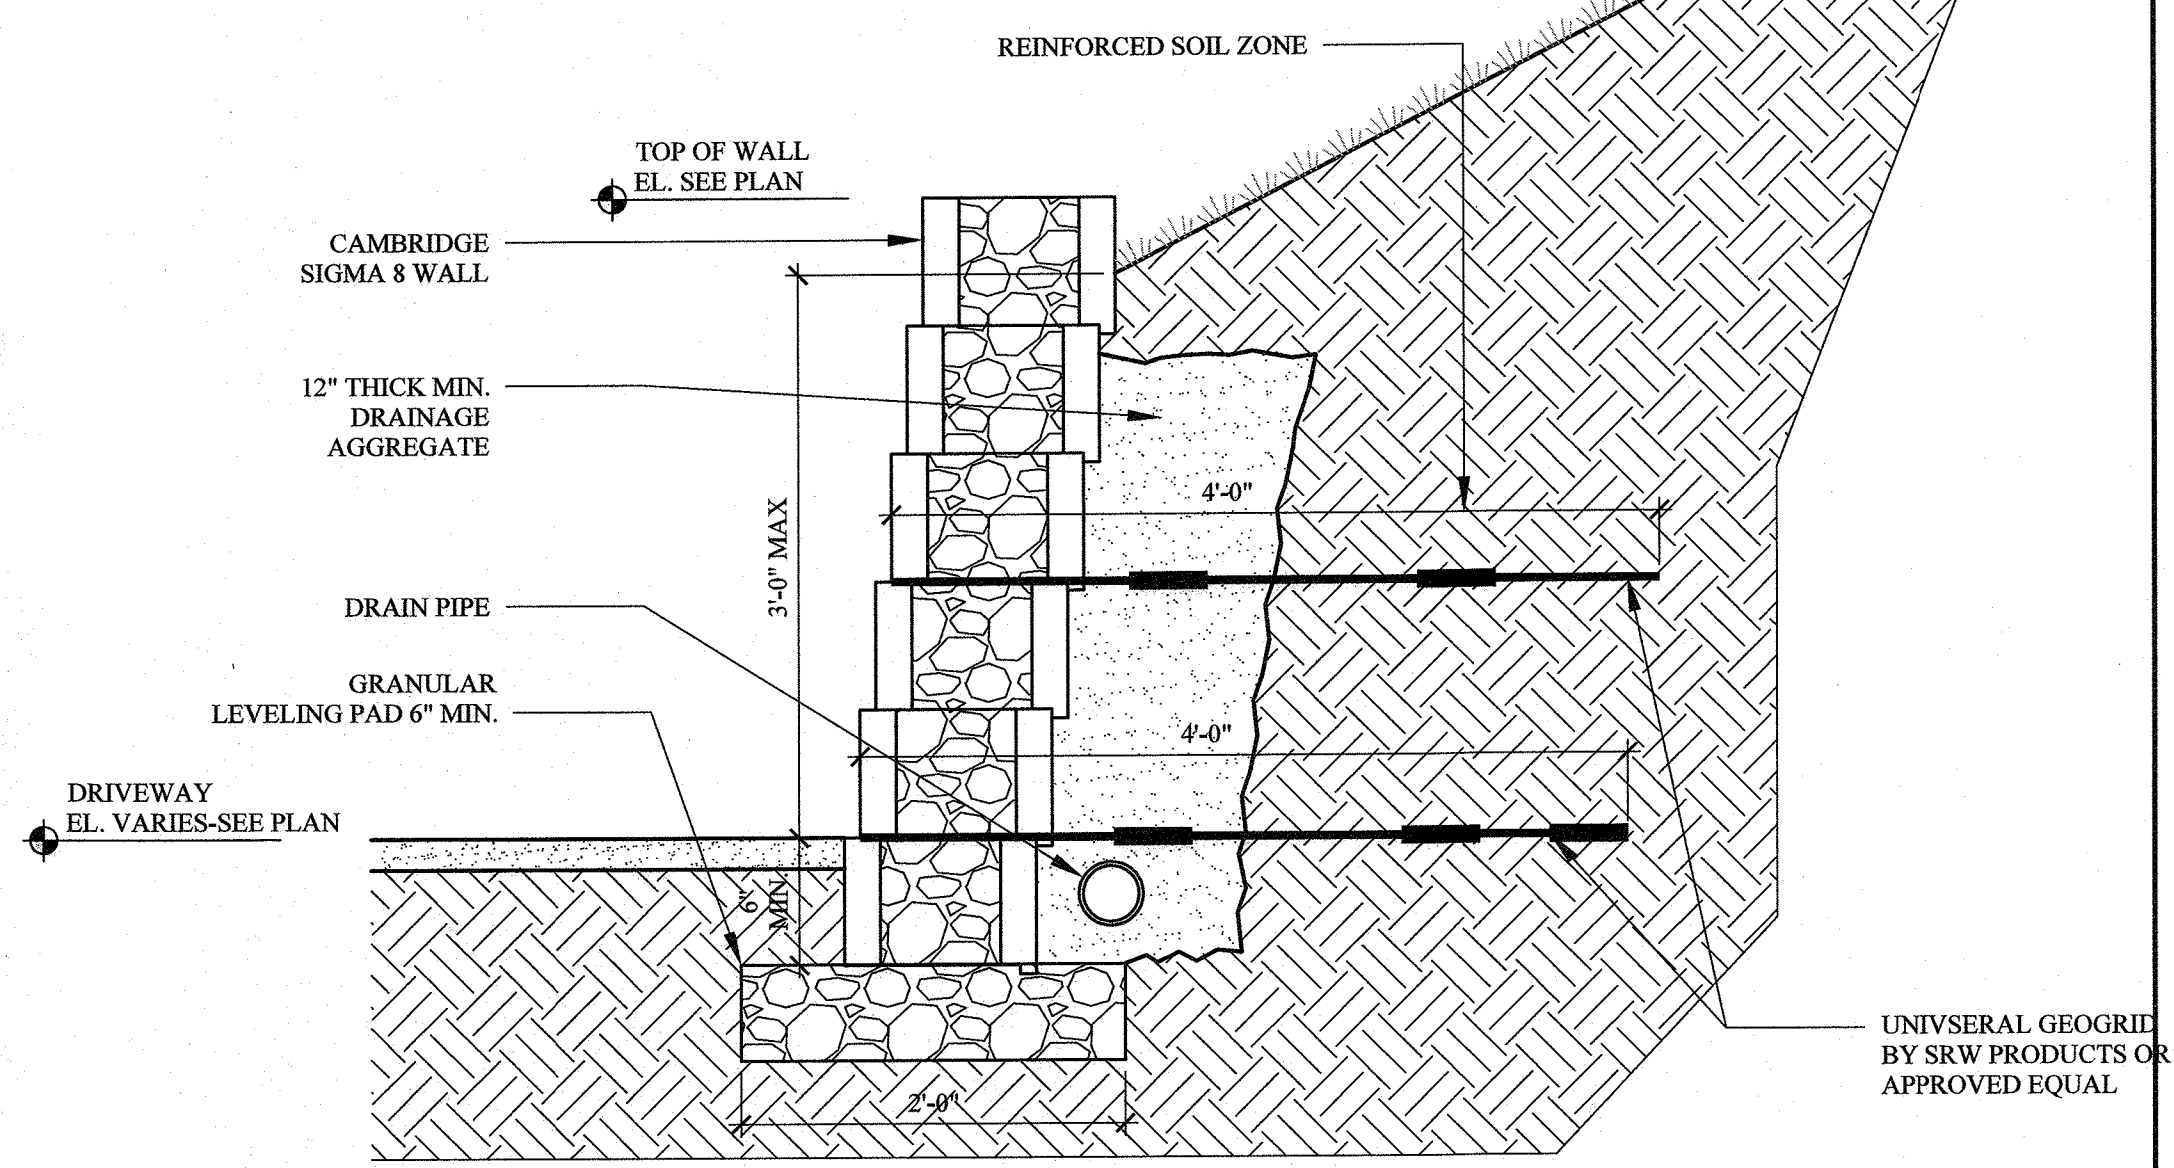 REINFORCED SOIL ZONE
TOP OF WALL
EL. SEE PLAN
CAMBRIDGE
SIGMA 8 WALL
12" THICK MIN.
DRAINAGE
AGGREGATE
4'-0"
3'-0" MAX
DRAIN PIPE
GRANULAR
LEVELING PAD 6" MIN.
4'-0"
DRIVEWAY
EL. VARIES-SEE PLAN
6"
MIN.
UNIVSERAL GEOGRID
BY SRW PRODUCTS OR
APPROVED EQUAL
2'-0"